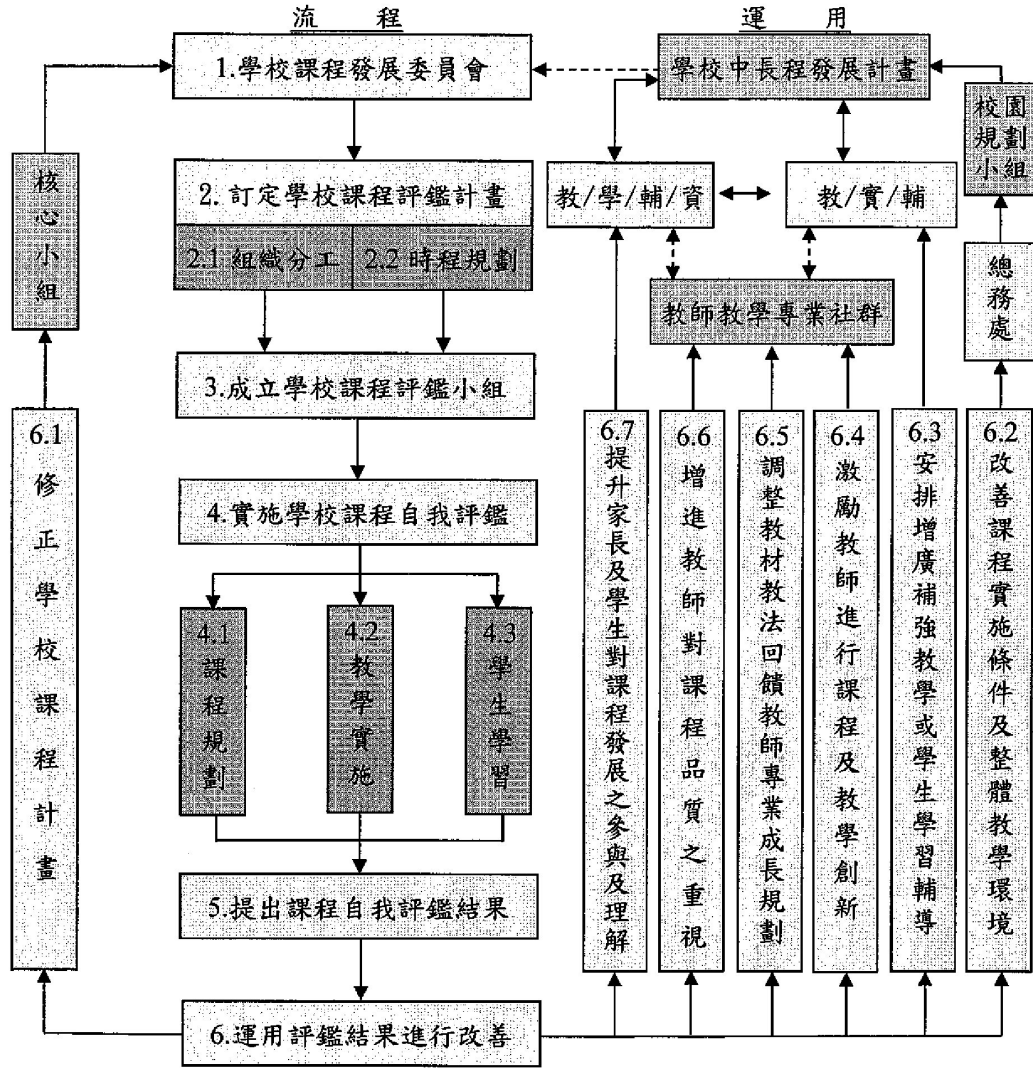 流 程
運 用
1.學校課程發展委員會
學校中長程發展計畫
校園
規劃
小組
核心小組
2. 訂定學校課程評鑑計畫
2.1 組織分工
2.2 時程規劃
教/學/輔/資
教/實/輔
總務處
教師教學專業社群
3.成立學校課程評鑑小組
6.1 修正學校課程計畫
4.實施學校課程自我評鑑
4.1 課程規劃
4.2 教學實施
4.3 學生學習
5.提出課程自我評鑑結果
6.運用評鑑結果進行改善
6.7 提升家長及學生對課程發展之參與及理解
6.6 增進教師對課程品質之重視
6.5 調整教材教法回饋教師專業成長規劃
6.4 激勵教師進行課程及教學創新
6.3 安排增廣補強教學或學生學習輔導
6.2 改善課程實施條件及整體教學環境